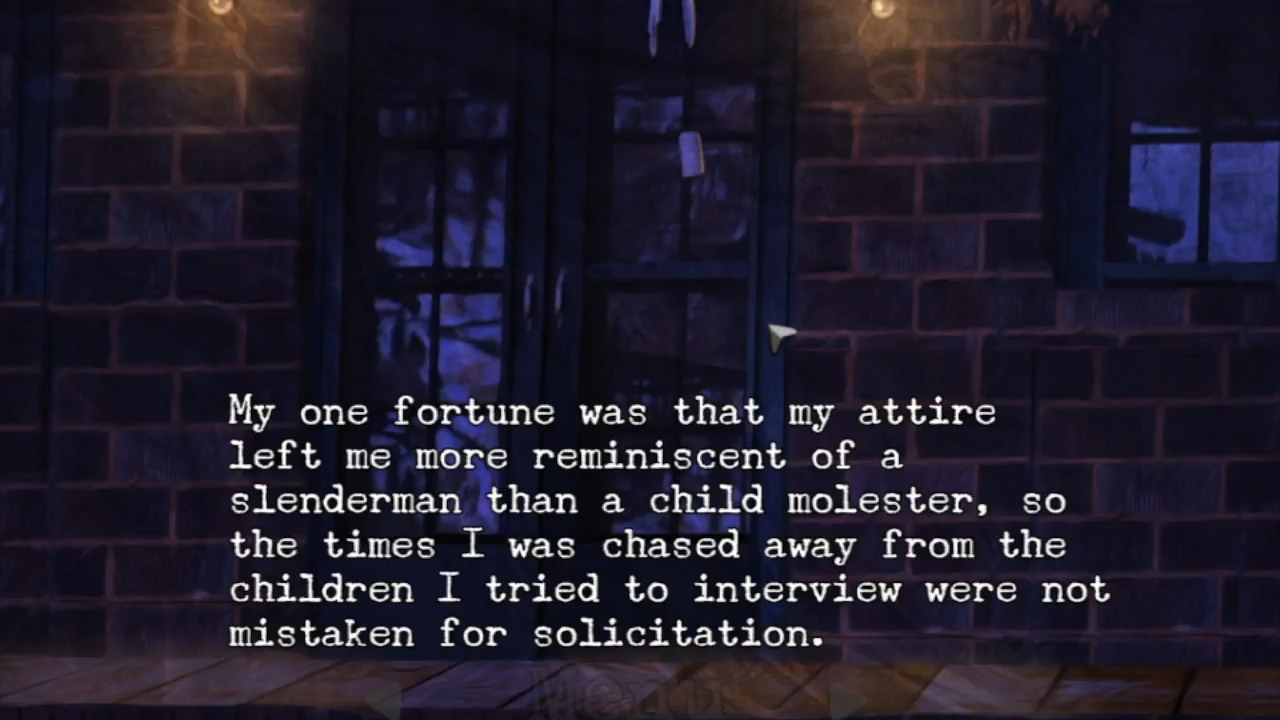 My one fortune was that my attire
left me more reminiscent of a
slenderman than a child molester, so
the times I was chased away from the
children I tried to interview were not
mistaken for solicitation.
Menu